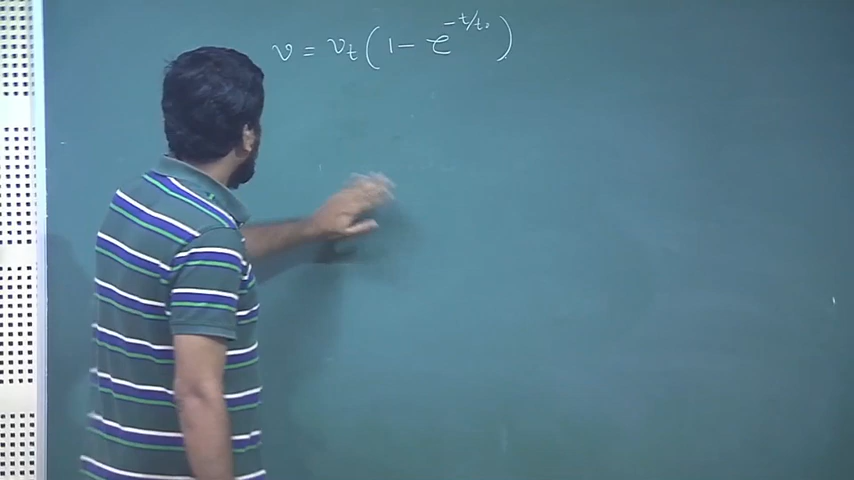 v = v_t (1 - e^{-t/t_0})